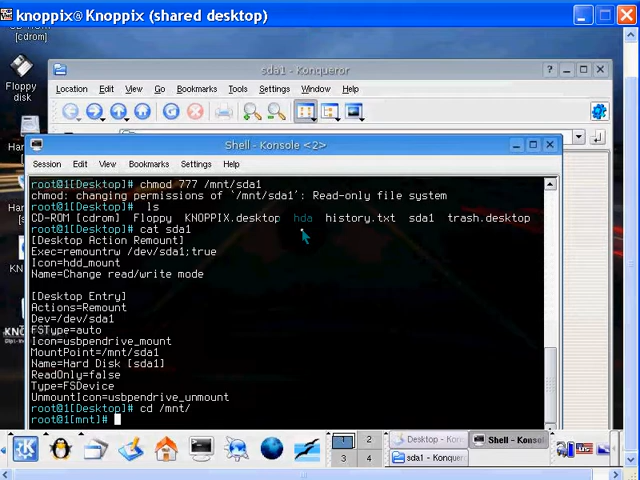 knoppix@ Knoppix (shared desktop)
[cdrom]
Floppy
disk
sda1 - Konqueror
Location Edit View Go Bookmarks Tools Settings Window Help
Shell - Konsole <2>
Session Edit View Bookmarks Settings Help
root@1[Desktop]# chmod 777 /mnt/sda1
chmod: changing permissions of `/mnt/sda1': Read-only file system
root@1[Desktop]# ls
CD-ROM [cdrom] Floppy KNOPPIX.desktop hda history.txt sda1 trash.desktop
root@1[Desktop]# cat sda1
[Desktop Action Remount]
Exec=remountrw /dev/sda1;true
Icon=hdd_mount
Name=Change read/write mode
[Desktop Entry]
Actions=Remount
Dev=/dev/sda1
FSType=auto
Icon=usbpendrive_mount
MountPoint=/mnt/sda1
Name=Hard Disk [sda1]
ReadOnly=false
Type=FSDevice
UnmountIcon=usbpendrive_unmount
root@1[Desktop]# cd /mnt/
root@1[mnt]#
1 2
3 4
Desktop - Kon
sda1 - Konquer
Shell - Konsol